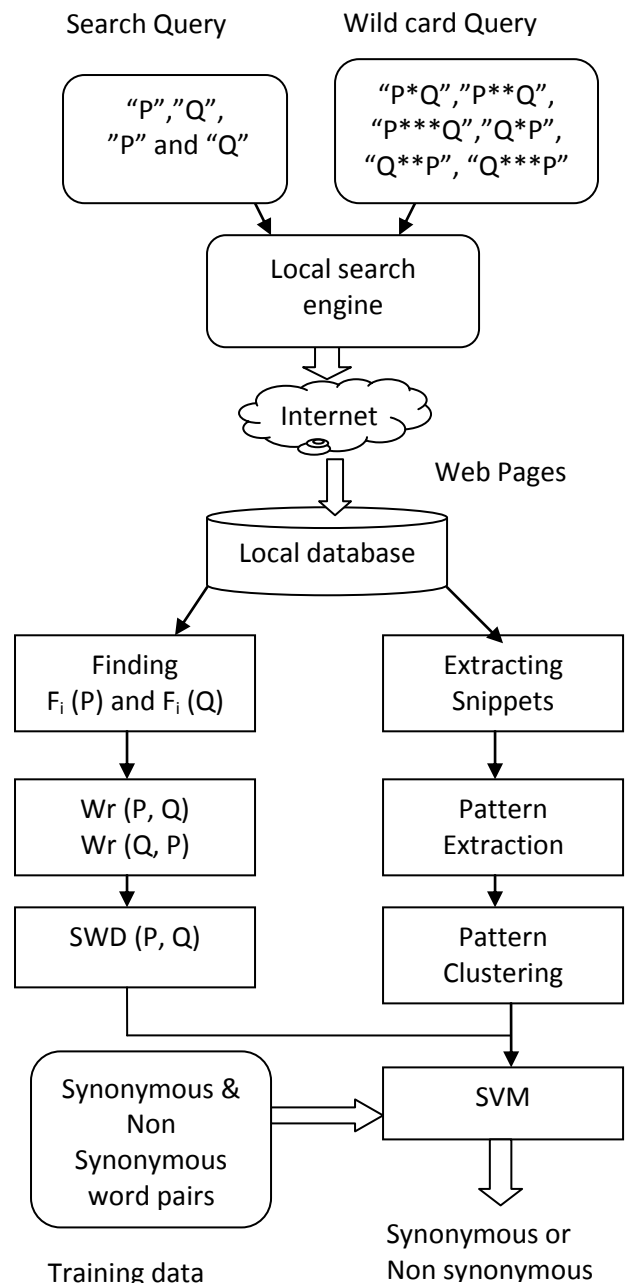 Search Query
Wild card Query
“P”,”Q”,
”P” and “Q”
“P*Q”,”P**Q”,
“P***Q”,”Q*P”,
“Q**P”, “Q***P”
Local search
engine
Internet
Web Pages
Local database
Finding
Fᵢ (P) and Fᵢ (Q)
Extracting
Snippets
Wr (P, Q)
Wr (Q, P)
Pattern
Extraction
SWD (P, Q)
Pattern
Clustering
Synonymous &
Non
Synonymous
word pairs
SVM
Training data
Synonymous or
Non synonymous